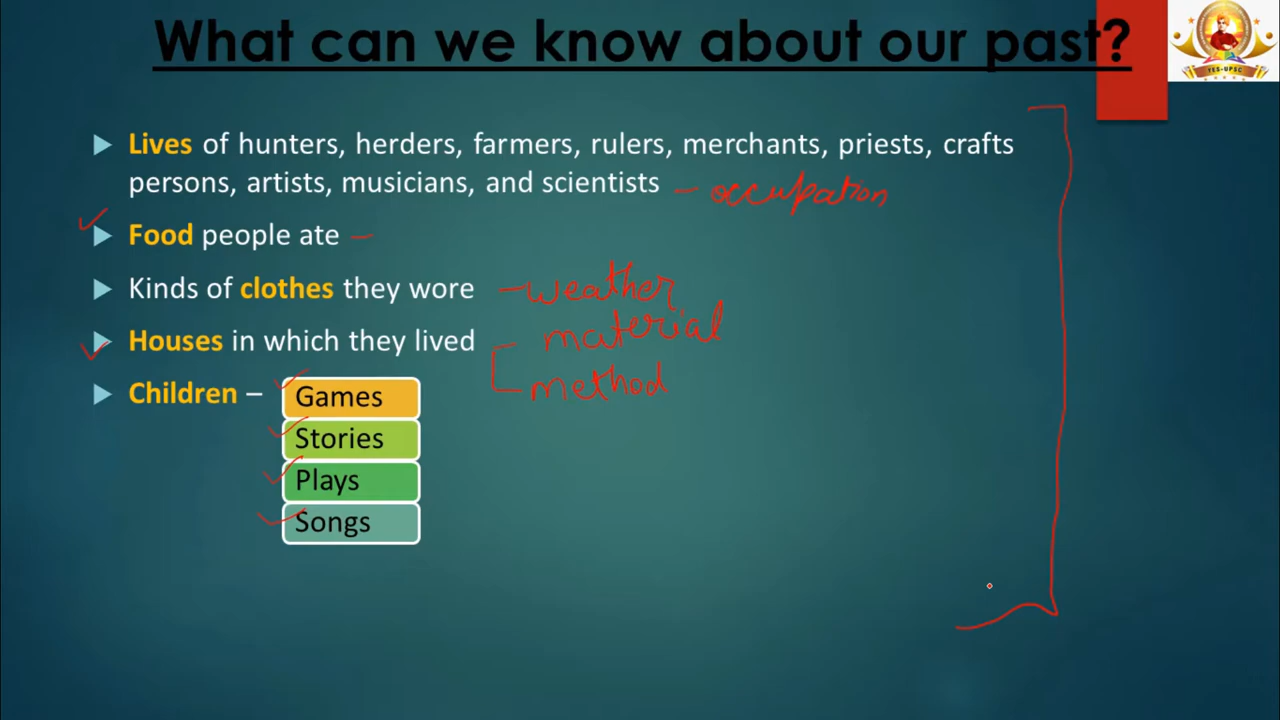 What can we know about our past?
YES-UPSC
Lives of hunters, herders, farmers, rulers, merchants, priests, crafts
persons, artists, musicians, and scientists – occupation
Food people ate –
Kinds of clothes they wore – weather
material
Houses in which they lived
method
Children –
Games
Stories
Plays
Songs